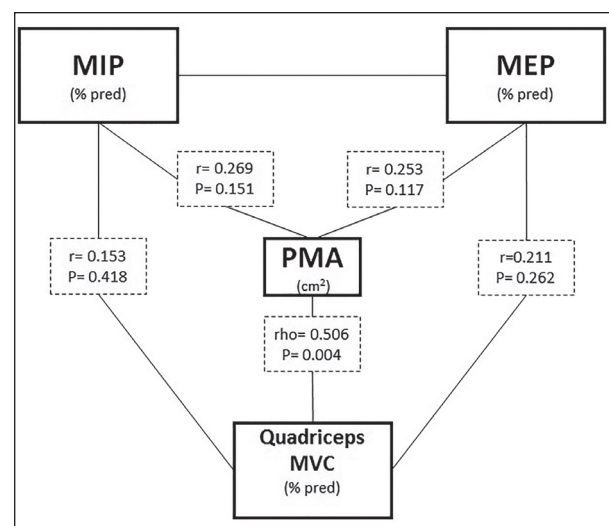 MIP
(% pred)
MEP
(% pred)
r= 0.269
P= 0.151
r= 0.253
P= 0.117
r= 0.153
P= 0.418
PMA
(cm²)
r=0.211
P= 0.262
rho= 0.506
P= 0.004
Quadriceps
MVC
(% pred)